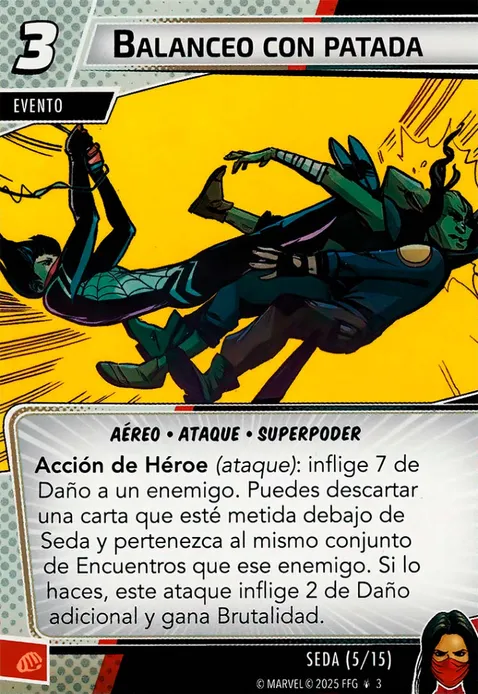 3
BALANCEO CON PATADA
EVENTO
AÉREO • ATAQUE • SUPERPODER
Acción de Héroe (ataque): inflige 7 de
Daño a un enemigo. Puedes descartar
una carta que esté metida debajo de
Seda y pertenezca al mismo conjunto
de Encuentros que ese enemigo. Si lo
haces, este ataque inflige 2 de Daño
adicional y gana Brutalidad.
SEDA (5/15)
© MARVEL © 2025 FFG 3